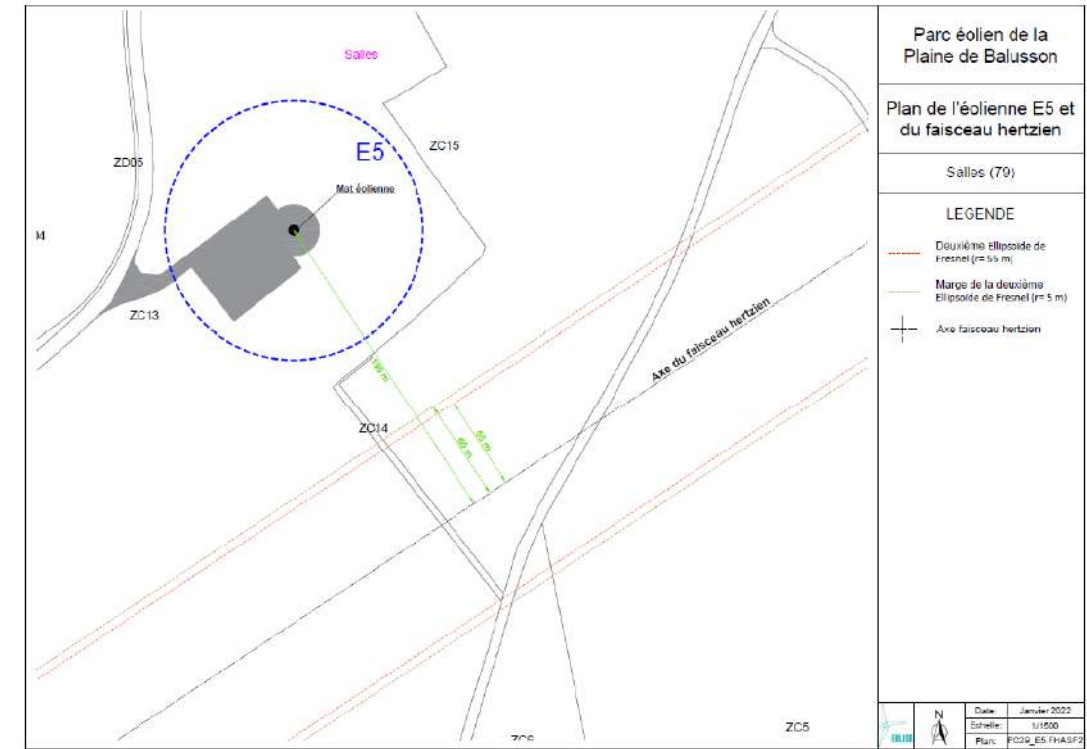 Salles
E5
ZC15
ZD05
Mat éolienne
ZC13
Axe du faisceau hertzien
ZC14
60 m
55 m
ZC5
Parc éolien de la
Plaine de Balusson
Plan de l'éolienne E5 et
du faisceau hertzien
Salles (79)
LEGENDE
Deuxième Ellipsoide de
Fresnel (r= 55 m)
Marge de la deuxième
Ellipsoide de Fresnel (r= 5 m)
Axe faisceau hertzien
N
Date: Janvier 2022
Echelle: 1/1500
Plan: